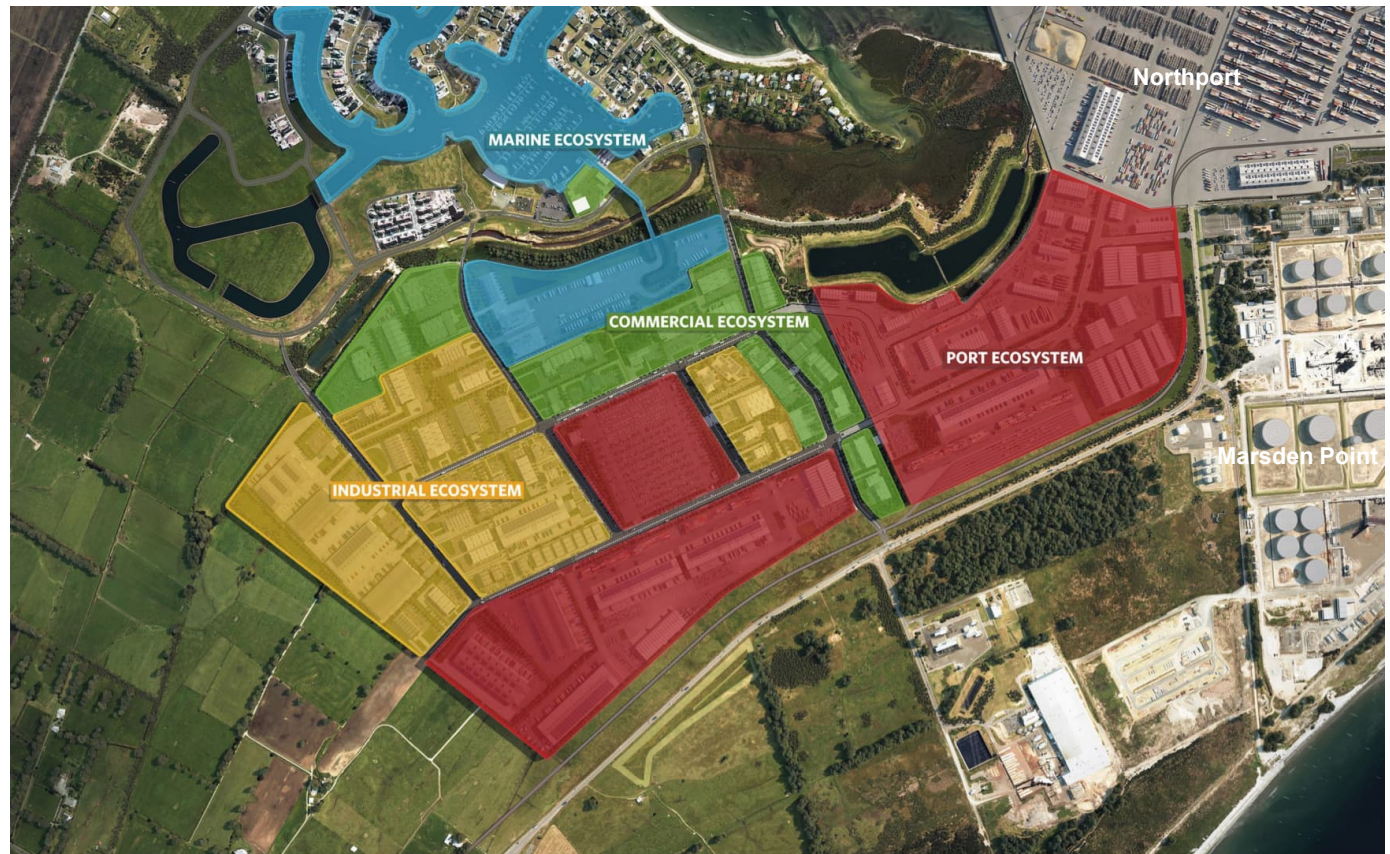 Northport
MARINE ECOSYSTEM
COMMERCIAL ECOSYSTEM
PORT ECOSYSTEM
Marsden Point
INDUSTRIAL ECOSYSTEM